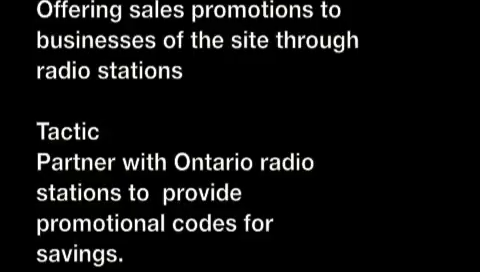 Offering sales promotions to
businesses of the site through
radio stations
Tactic
Partner with Ontario radio
stations to  provide
promotional codes for
savings.